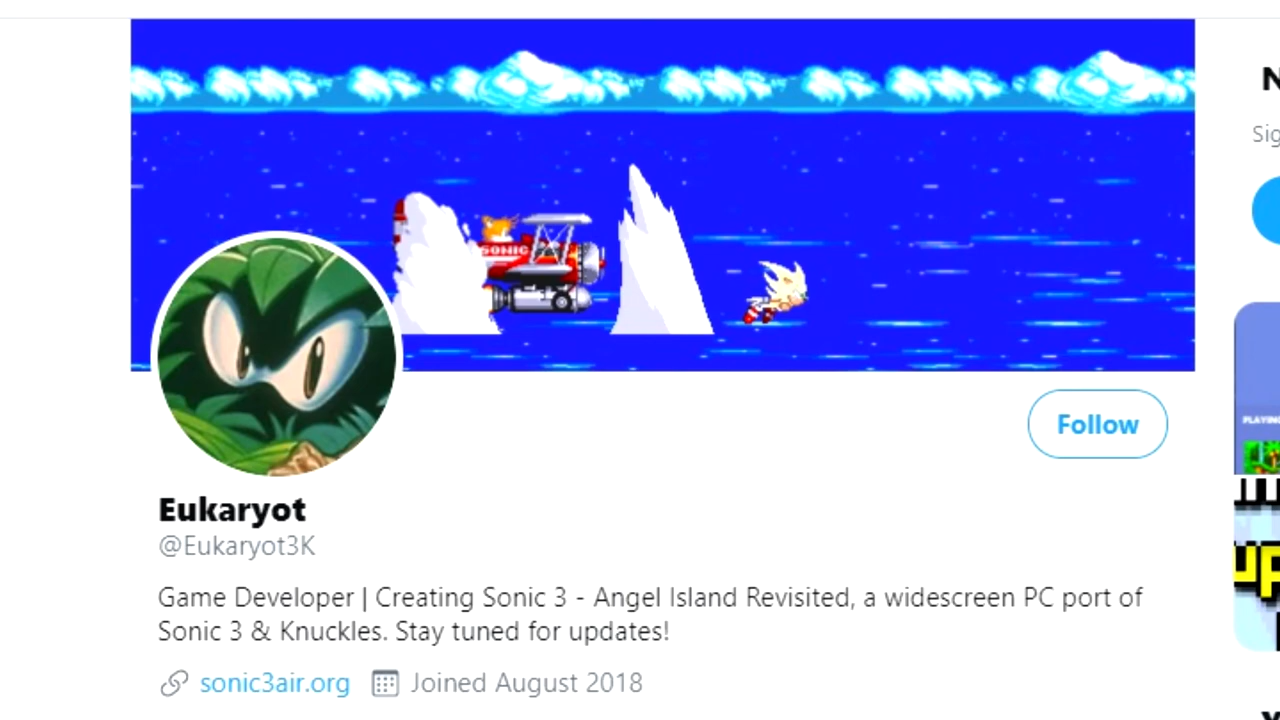 SONIC
Follow
Eukaryot
@Eukaryot3K
Game Developer | Creating Sonic 3 - Angel Island Revisited, a widescreen PC port of
Sonic 3 & Knuckles. Stay tuned for updates!
sonic3air.org Joined August 2018
N
Sig